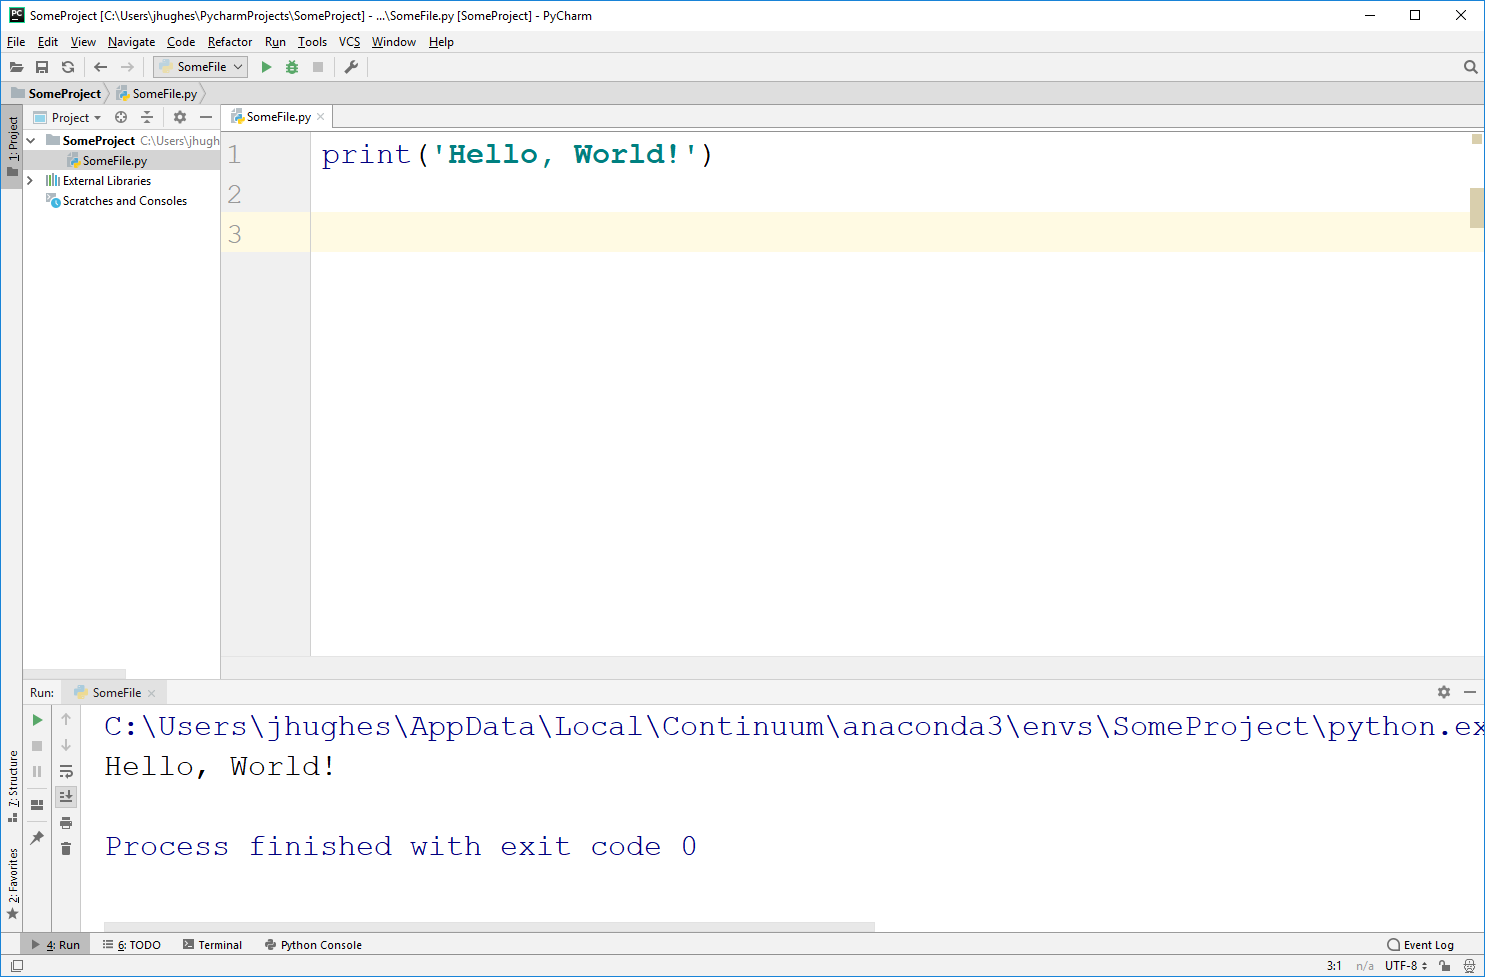 SomeProject [C:\Users\jhughes\PycharmProjects\SomeProject] - ...\SomeFile.py [SomeProject] - PyCharm
File Edit View Navigate Code Refactor Run Tools VCS Window Help
SomeFile
SomeProject SomeFile.py
Project
SomeFile.py
1: Project
SomeProject C:\Users\jhugh
SomeFile.py
External Libraries
Scratches and Consoles
1 print('Hello, World!')
2
3
Run: SomeFile
C:\Users\jhughes\AppData\Local\Continuum\anaconda3\envs\SomeProject\python.ex
Hello, World!
Process finished with exit code 0
7: Structure
2: Favorites
4: Run 6: TODO Terminal Python Console Event Log
3:1 n/a UTF-8